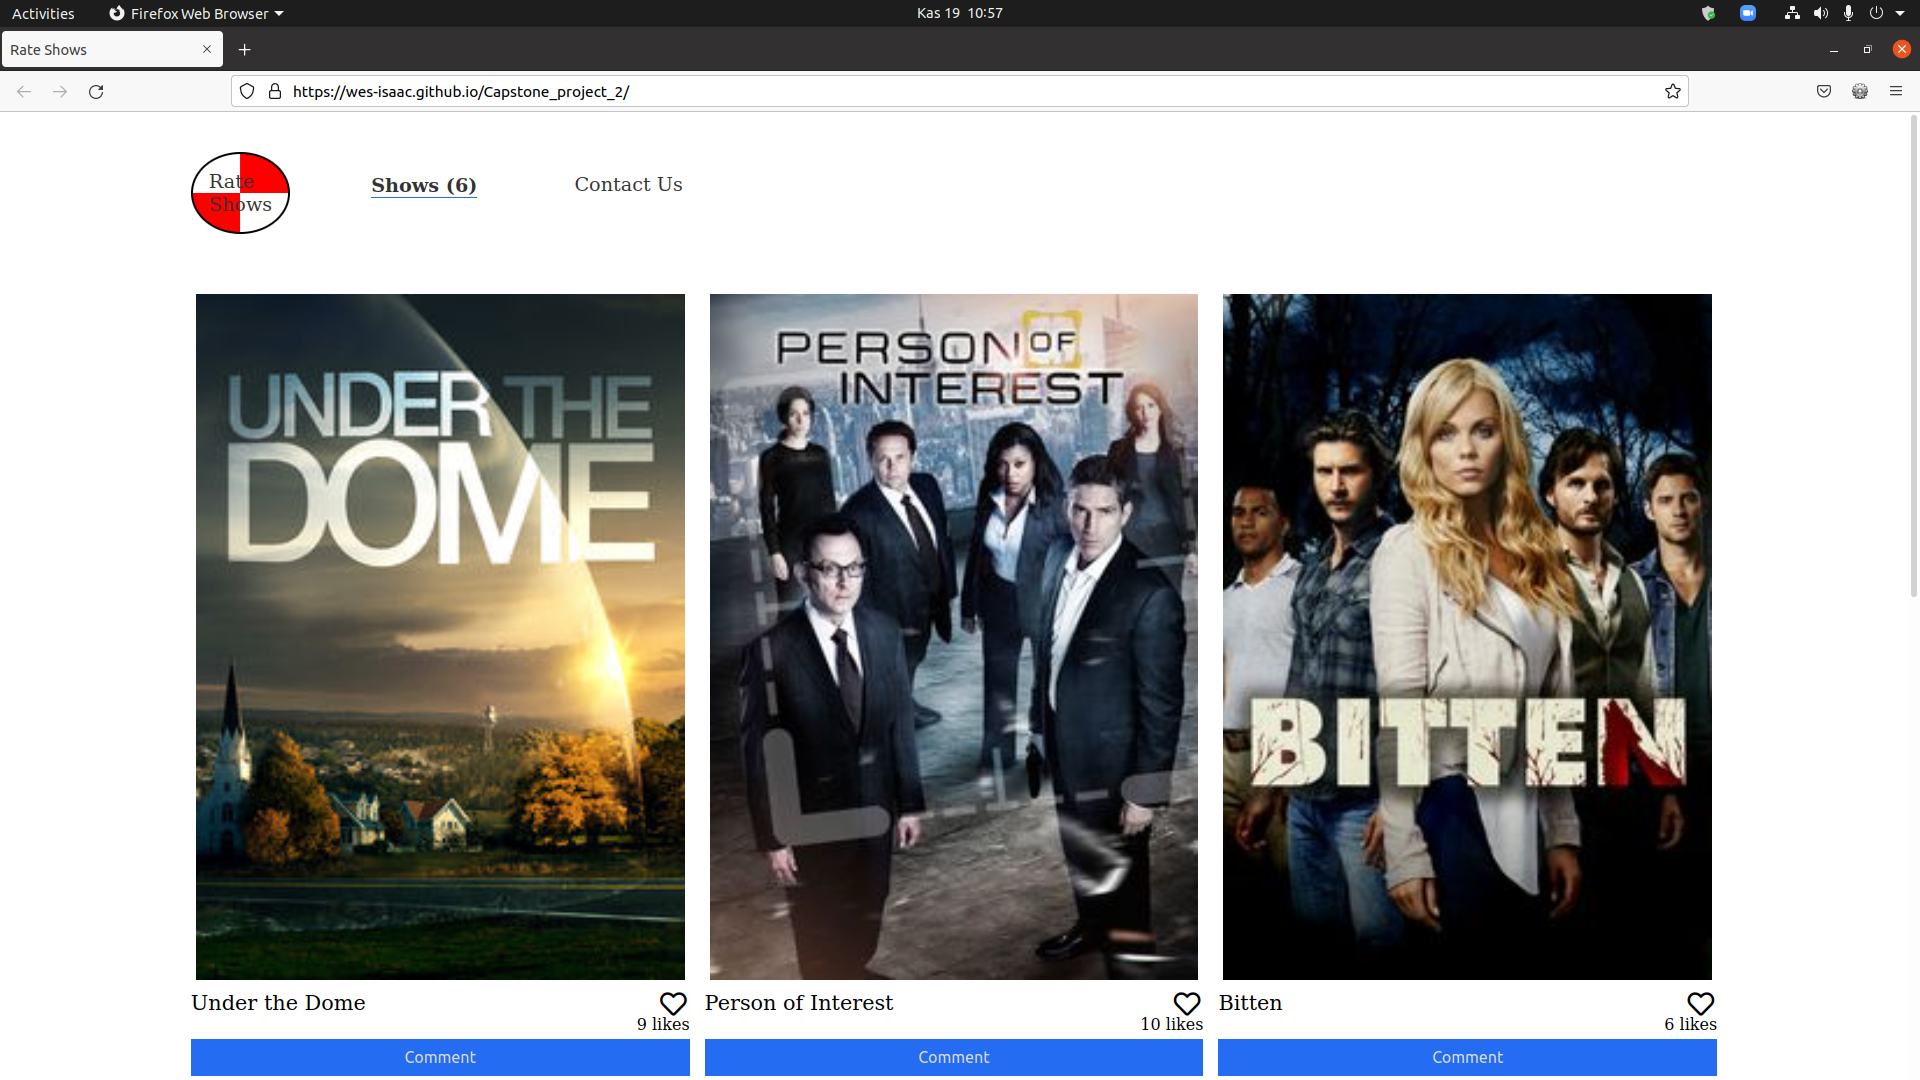 Activities
Firefox Web Browser
Kas 19 10:57
Rate Shows
https://wes-isaac.github.io/Capstone_project_2/
Rate
Shows
Shows (6)
Contact Us
UNDER THE
DOME
PERSON OF
INTEREST
BITTEN
Under the Dome
9 likes
Comment
Person of Interest
10 likes
Comment
Bitten
6 likes
Comment